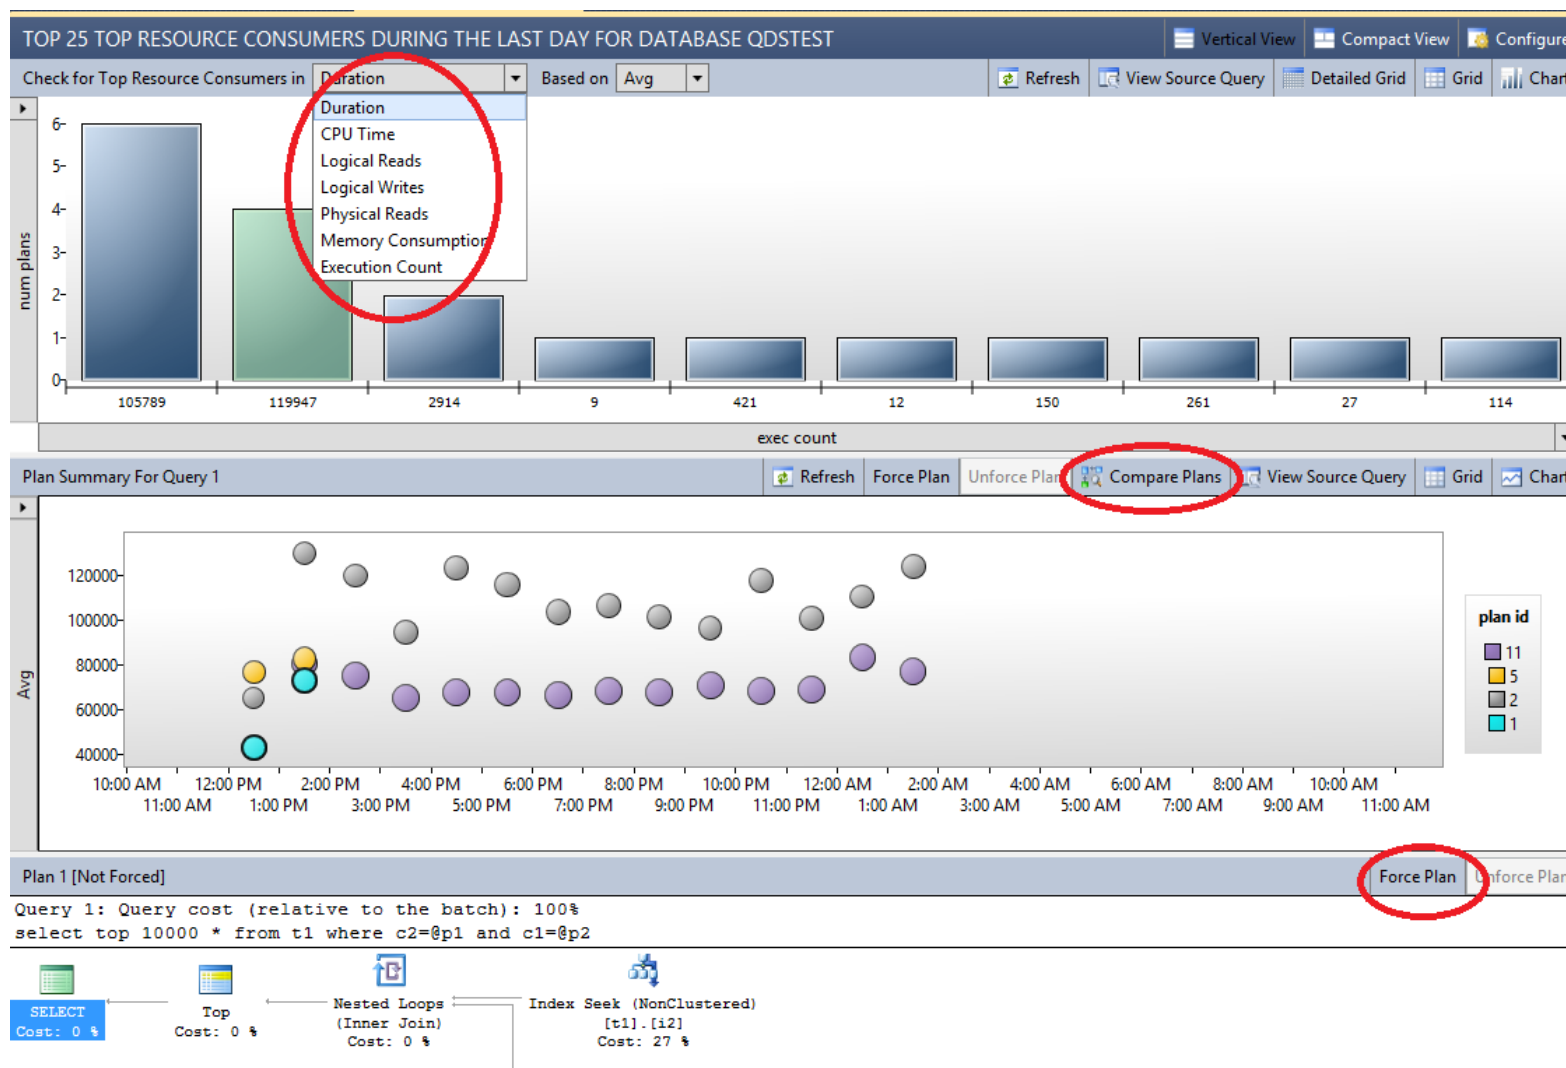 TOP 25 TOP RESOURCE CONSUMERS DURING THE LAST DAY FOR DATABASE QDSTEST
Vertical View
Compact View
Configure
Check for Top Resource Consumers in
Duration
Based on
Avg
Refresh
View Source Query
Detailed Grid
Grid
Chart
Duration
CPU Time
Logical Reads
Logical Writes
Physical Reads
Memory Consumption
Execution Count
num plans
6
5
4
3
2
1
0
105789 119947 2914 9 421 12 150 261 27 114
exec count
Plan Summary For Query 1
Refresh
Force Plan
Unforce Plan
Compare Plans
View Source Query
Grid
Chart
Avg
120000
100000
80000
60000
40000
10:00 AM 12:00 PM 2:00 PM 4:00 PM 6:00 PM 8:00 PM 10:00 PM 12:00 AM 2:00 AM 4:00 AM 6:00 AM 8:00 AM 10:00 AM
11:00 AM 1:00 PM 3:00 PM 5:00 PM 7:00 PM 9:00 PM 11:00 PM 1:00 AM 3:00 AM 5:00 AM 7:00 AM 9:00 AM 11:00 AM
plan id
11
5
2
1
Plan 1 [Not Forced]
Force Plan
Unforce Plan
Query 1: Query cost (relative to the batch): 100%
select top 10000 * from t1 where c2=@p1 and c1=@p2
SELECT
Cost: 0 %
Top
Cost: 0 %
Nested Loops
(Inner Join)
Cost: 0 %
Index Seek (NonClustered)
[t1].[i2]
Cost: 27 %